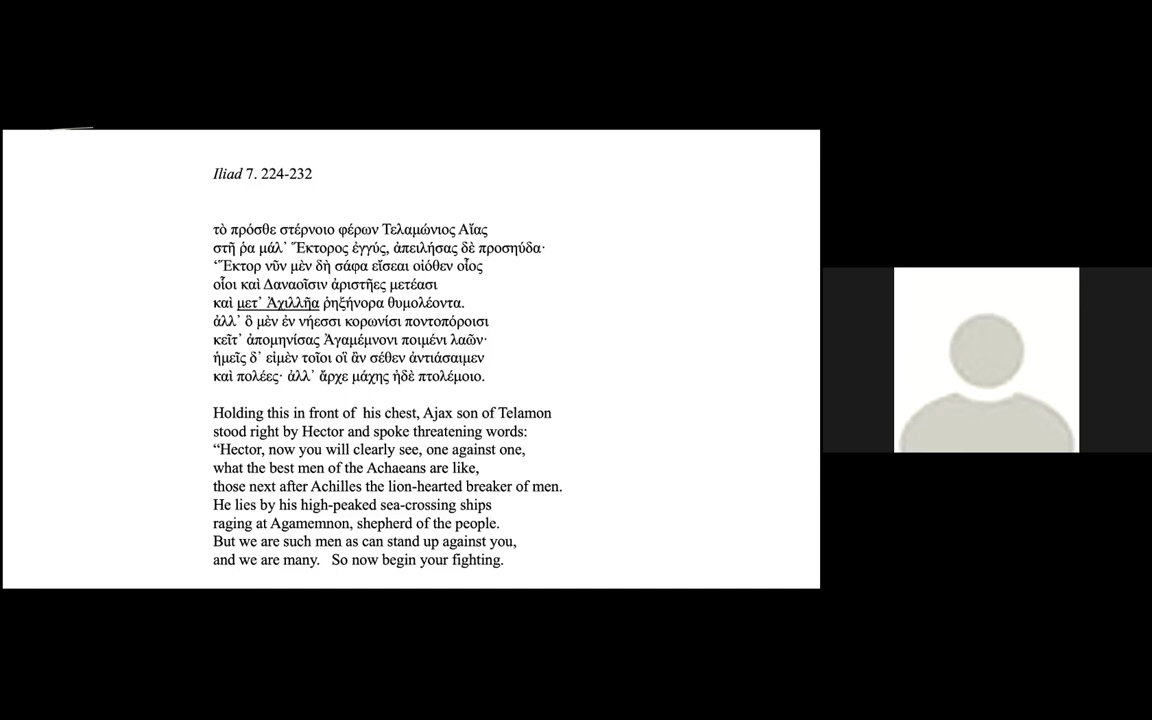 Iliad 7. 224-232
τὸ πρόσθε στέρνοιο φέρων Τελαμώνιος Αἴας
στῆ ῥα μάλ᾽ Ἕκτορος ἐγγύς, ἀπειλήσας δὲ προσηύδα·
‘Ἕκτορ νῦν μὲν δὴ σάφα εἴσεαι οἰόθεν οἶος
οἷοι καὶ Δαναοῖσιν ἀριστῆες μετέασι
καὶ μετ᾽ Ἀχιλλῆα ῥηξήνορα θυμολέοντα.
ἀλλ᾽ ὃ μὲν ἐν νήεσσι κορωνίσι ποντοπόροισι
κεῖτ᾽ ἀπομηνίσας Ἀγαμέμνονι ποιμένι λαῶν·
ἡμεῖς δ᾽ εἰμὲν τοῖοι οἳ ἂν σέθεν ἀντιάσαιμεν
καὶ πολέες· ἀλλ᾽ ἄρχε μάχης ἠδὲ πτολέμοιο.
Holding this in front of his chest, Ajax son of Telamon
stood right by Hector and spoke threatening words:
“Hector, now you will clearly see, one against one,
what the best men of the Achaeans are like,
those next after Achilles the lion-hearted breaker of men.
He lies by his high-peaked sea-crossing ships
raging at Agamemnon, shepherd of the people.
But we are such men as can stand up against you,
and we are many. So now begin your fighting.